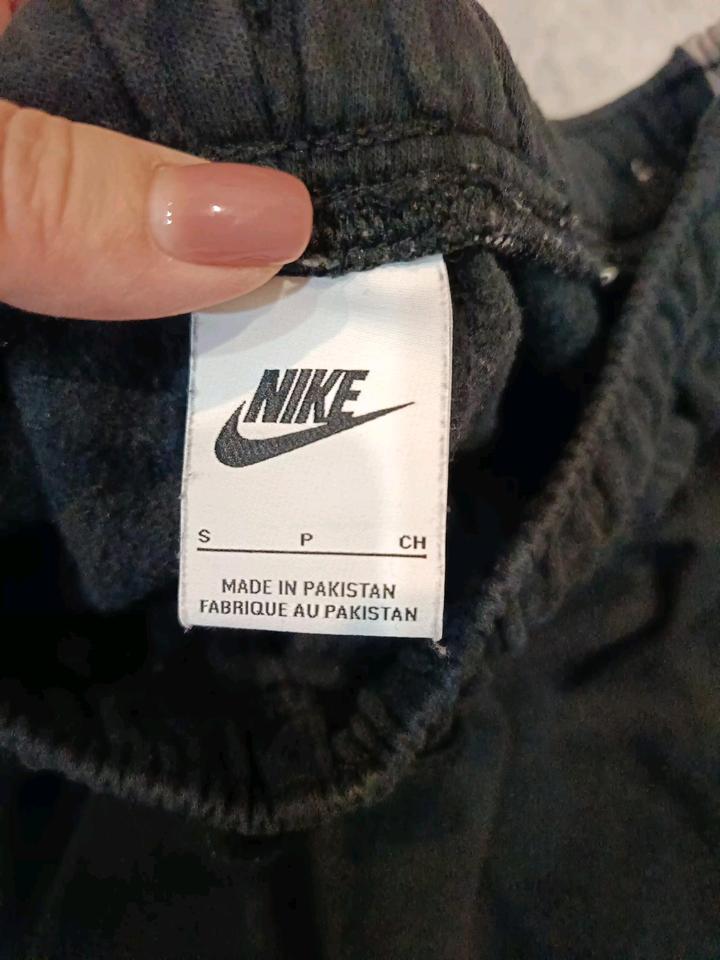 NIKE
S P CH
MADE IN PAKISTAN
FABRIQUE AU PAKISTAN